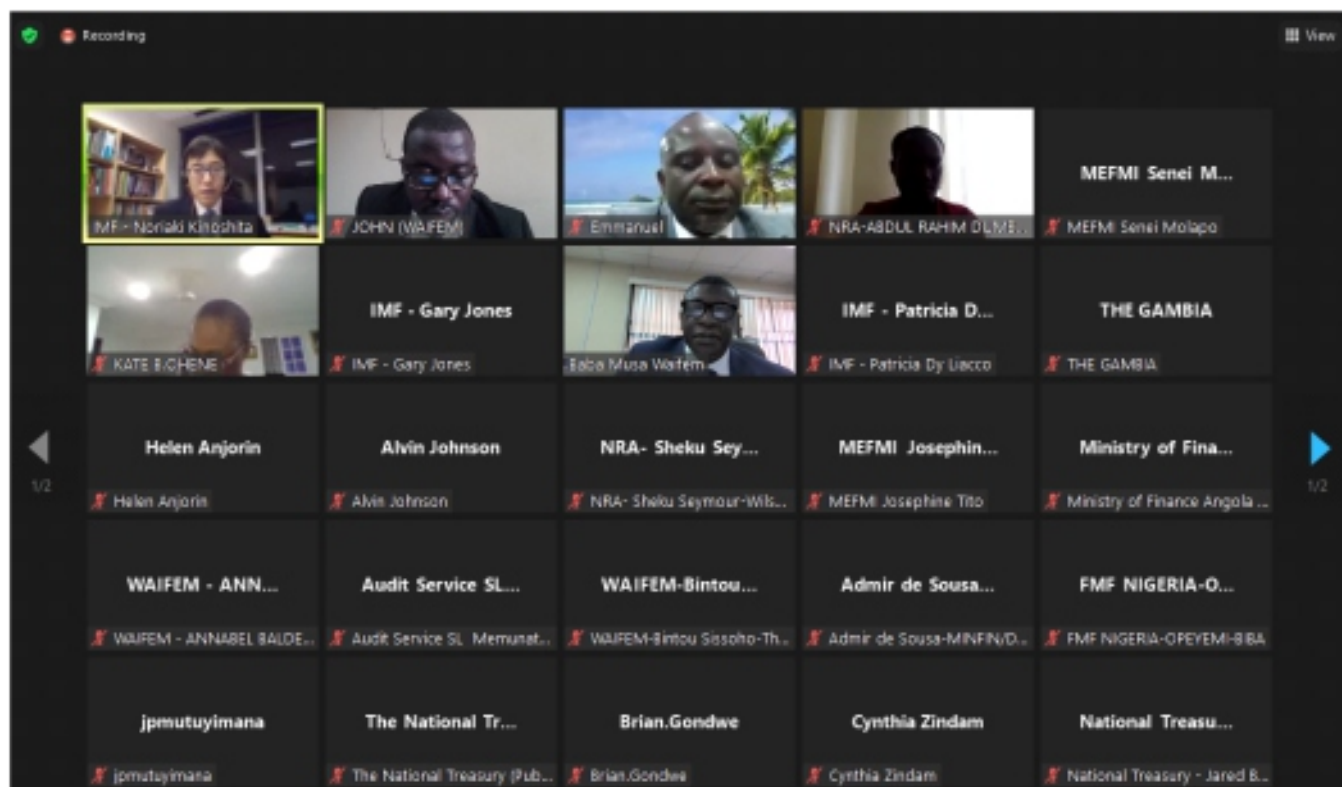 Recording
View
IMF - Noriaki Kinoshita
JOHN (WAIFEM)
Emmanuel
NRA-ABDUL RAHIM DUMB...
MEFMI Senei M...
MEFMI Senei Molapo
KATE B.OHENE
IMF - Gary Jones
IMF - Gary Jones
Baba Musa Waifem
IMF - Patricia D...
IMF - Patricia Dy Liacco
THE GAMBIA
THE GAMBIA
1/2
Helen Anjorin
Helen Anjorin
Alvin Johnson
Alvin Johnson
NRA- Sheku Sey...
NRA- Sheku Seymour-Wils...
MEFMI Josephin...
MEFMI Josephine Tito
Ministry of Fina...
Ministry of Finance Angola ...
1/2
WAIFEM - ANN...
WAIFEM - ANNABEL BALDE...
Audit Service SL...
Audit Service SL Memunat...
WAIFEM-Bintou...
WAIFEM-Bintou Sissoho-Th...
Admir de Sousa...
Admir de Sousa-MINFIN/D...
FMF NIGERIA-O...
FMF NIGERIA-OPEYEMI-BIBA
jpmutuyimana
jpmutuyimana
The National Tr...
The National Treasury (Pub...
Brian.Gondwe
Brian.Gondwe
Cynthia Zindam
Cynthia Zindam
National Treasu...
National Treasury - Jared B...